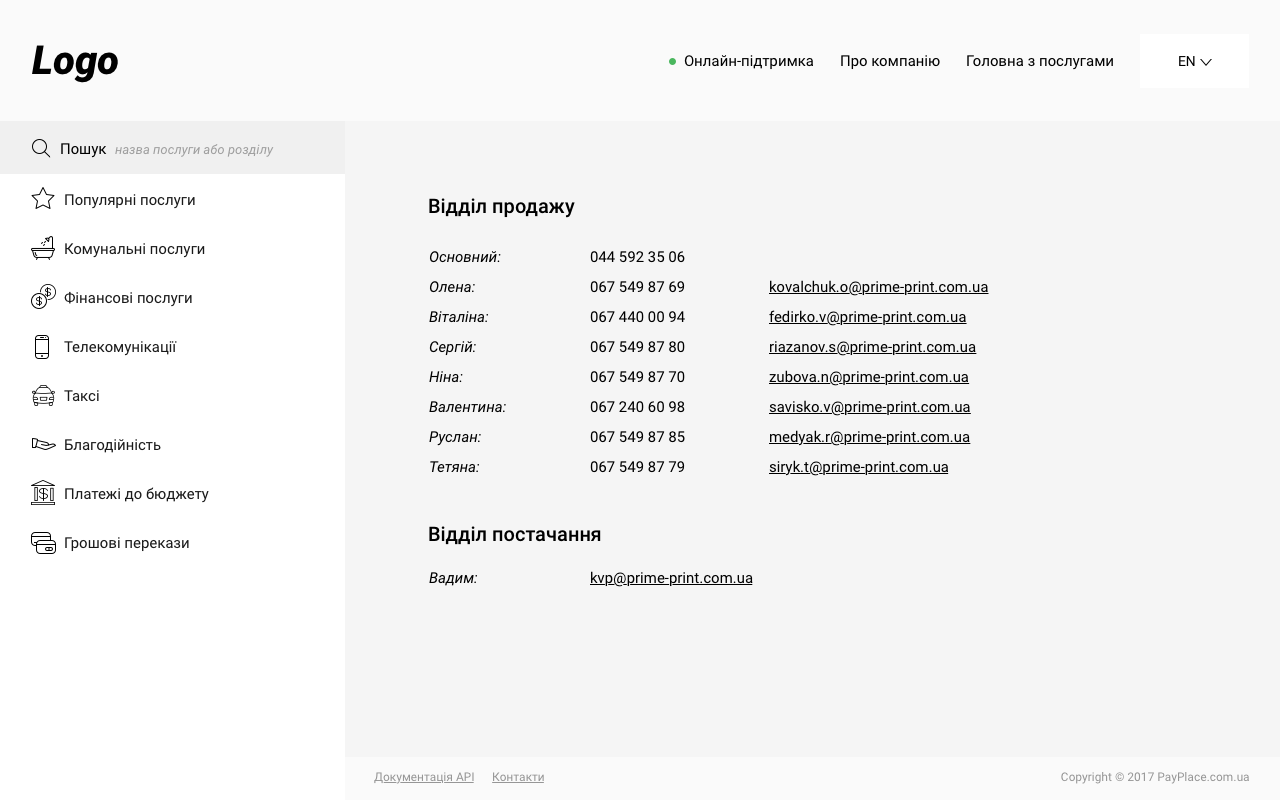 Logo
Онлайн-підтримка Про компанію Головна з послугами EN
Пошук назва послуги або розділу
Популярні послуги
Комунальні послуги
Фінансові послуги
Телекомунікації
Таксі
Благодійність
Платежі до бюджету
Грошові перекази
Відділ продажу
Основний: 044 592 35 06
Олена: 067 549 87 69 kovalchuk.o@prime-print.com.ua
Віталіна: 067 440 00 94 fedirko.v@prime-print.com.ua
Сергій: 067 549 87 80 riazanov.s@prime-print.com.ua
Ніна: 067 549 87 70 zubova.n@prime-print.com.ua
Валентина: 067 240 60 98 savisko.v@prime-print.com.ua
Руслан: 067 549 87 85 medyak.r@prime-print.com.ua
Тетяна: 067 549 87 79 siryk.t@prime-print.com.ua
Відділ постачання
Вадим: kvp@prime-print.com.ua
Документація API Контакти Copyright © 2017 PayPlace.com.ua